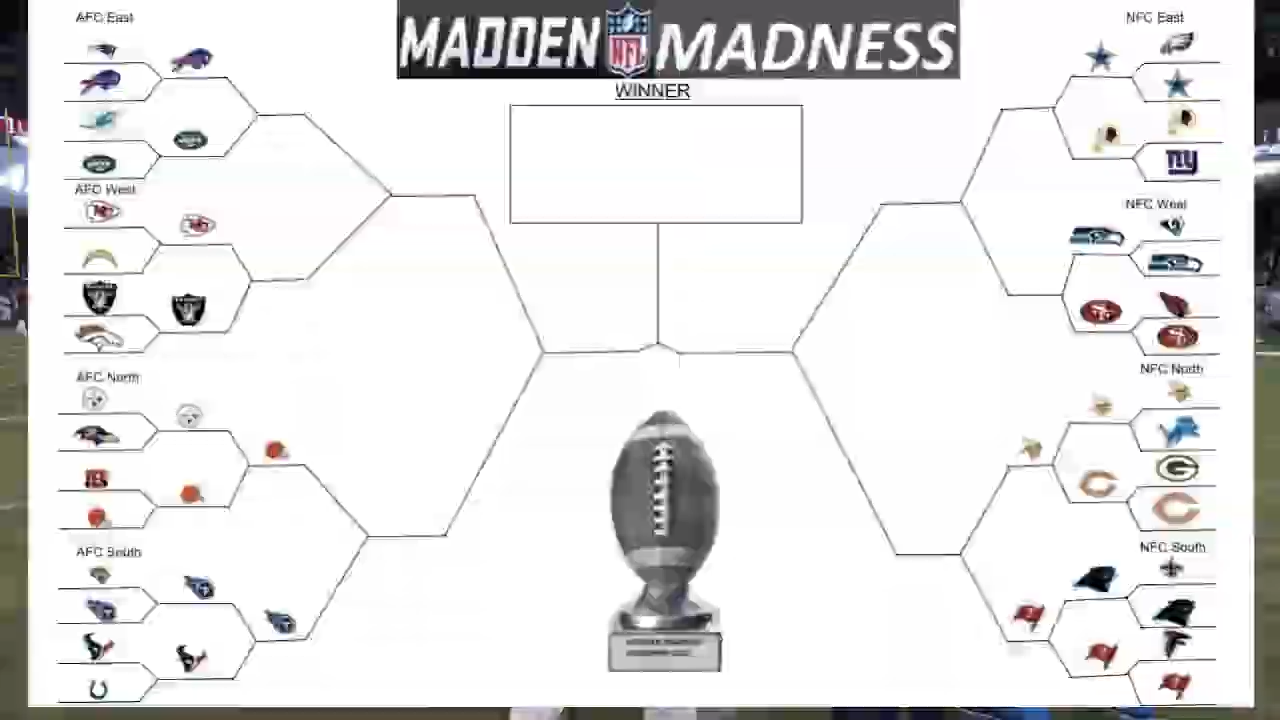 AFC East
MADDEN NFL MADNESS
NFC East
WINNER
AFC West
NFC West
AFC North
NFC North
AFC South
NFC South